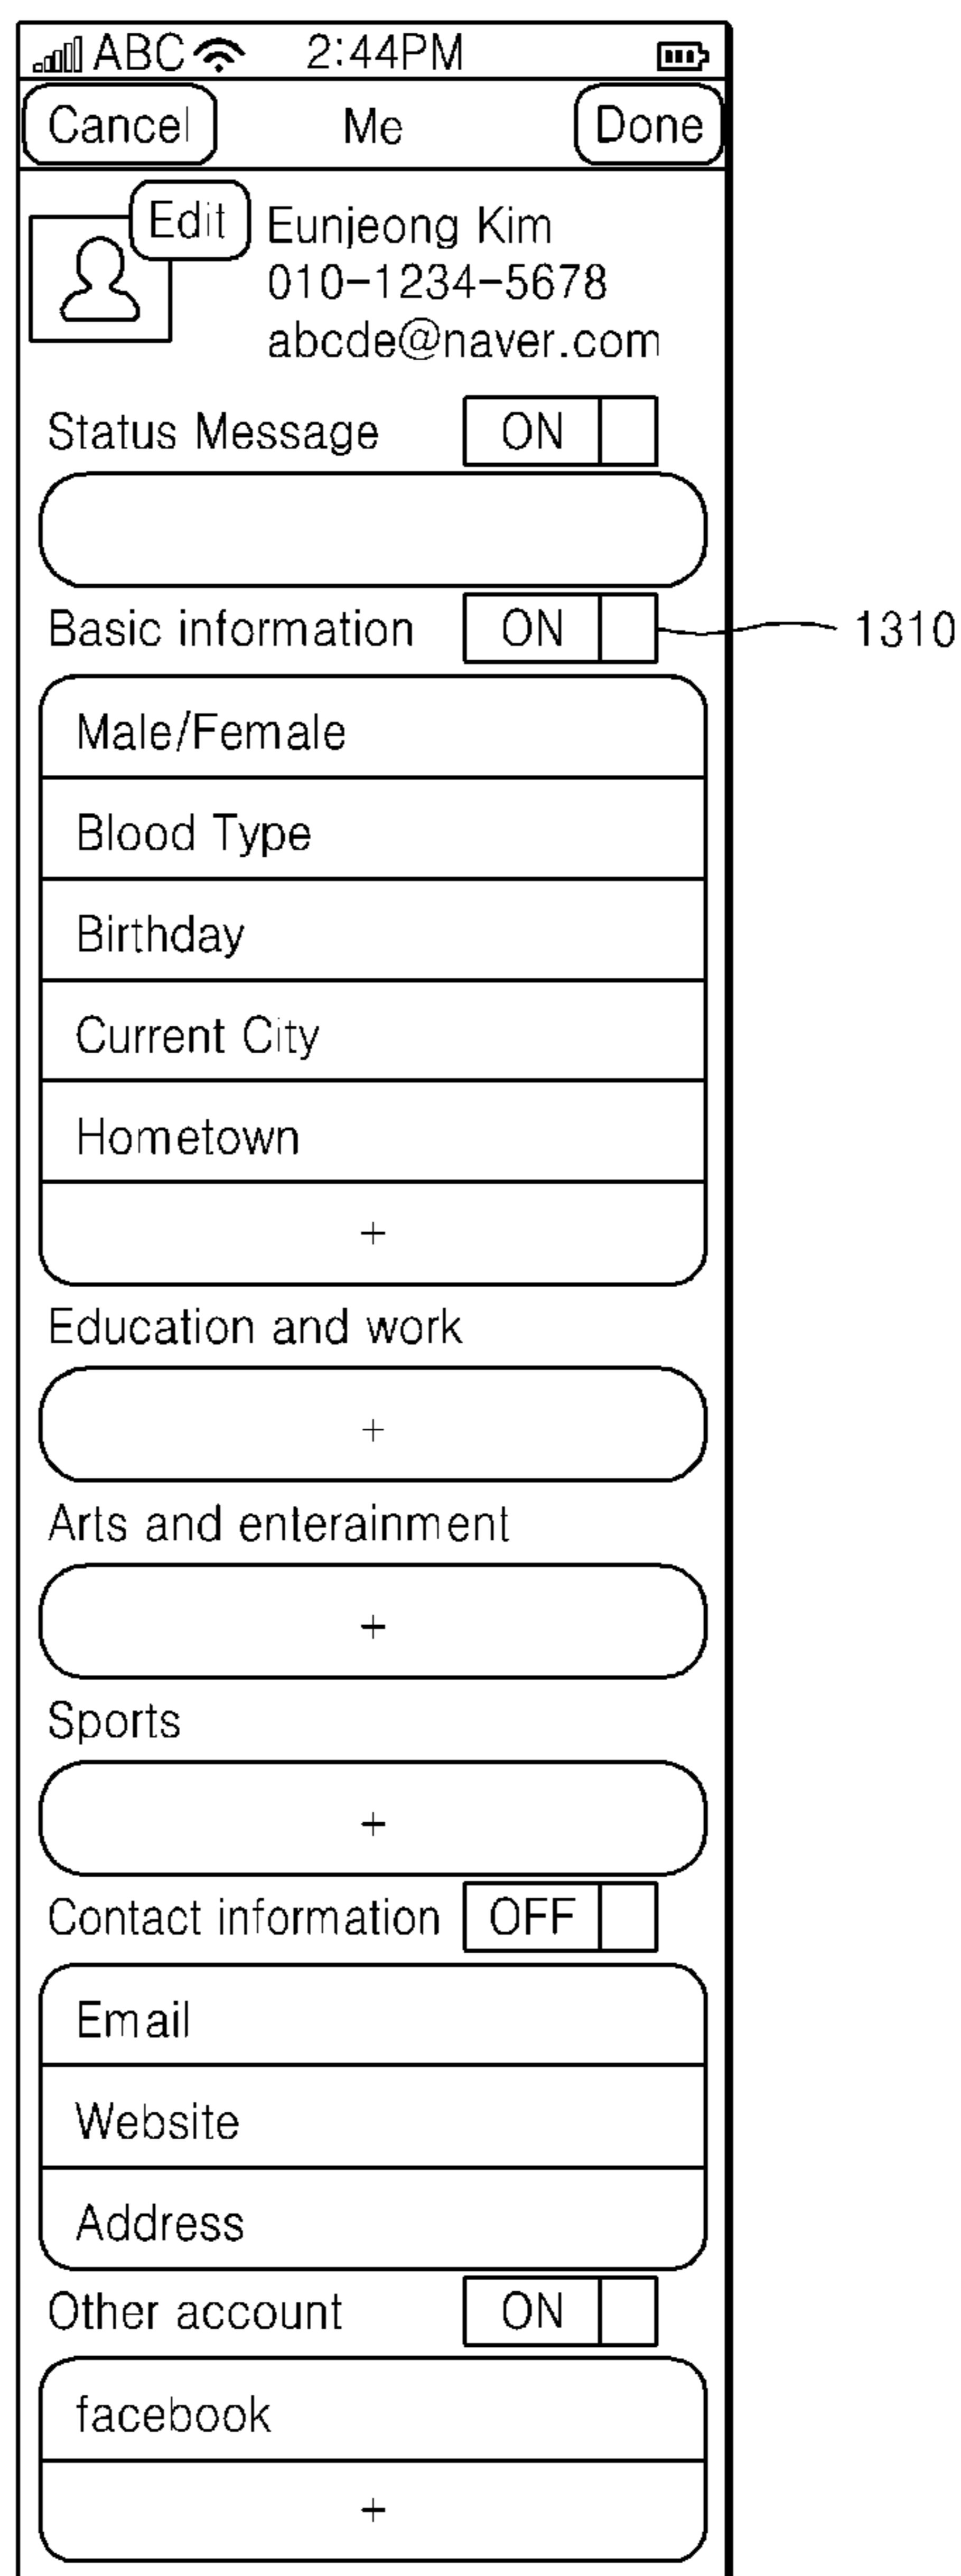 ABC 2:44PM
Cancel Me Done
Edit
Eunjeong Kim
010-1234-5678
abcde@naver.com
Status Message ON
Basic information ON 1310
Male/Female
Blood Type
Birthday
Current City
Hometown
+
Education and work
+
Arts and enterainment
+
Sports
+
Contact information OFF
Email
Website
Address
Other account ON
facebook
+